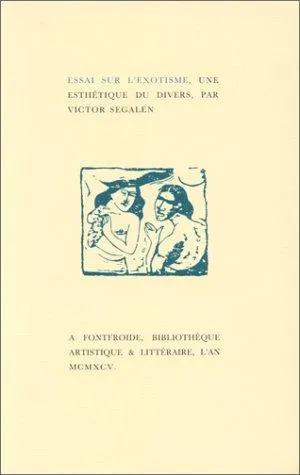 ESSAI SUR L'EXOTISME, UNE
ESTHÉTIQUE DU DIVERS, PAR
VICTOR SEGALEN
A FONTFROIDE, BIBLIOTHÈQUE
ARTISTIQUE & LITTÉRAIRE, L'AN
MCMXCV.